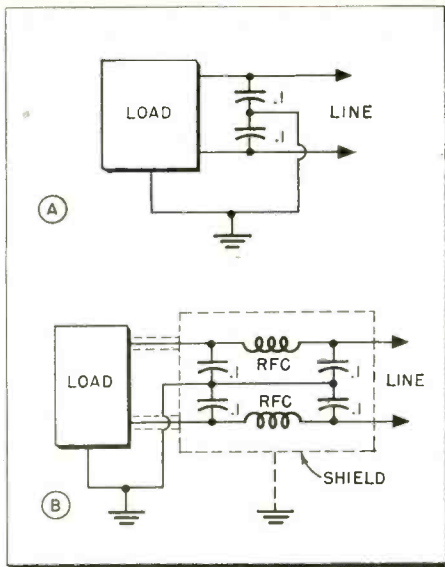 LOAD
.1
LINE
.1
A
RFC
LOAD
.1
.1
LINE
RFC
.1
.1
SHIELD
B